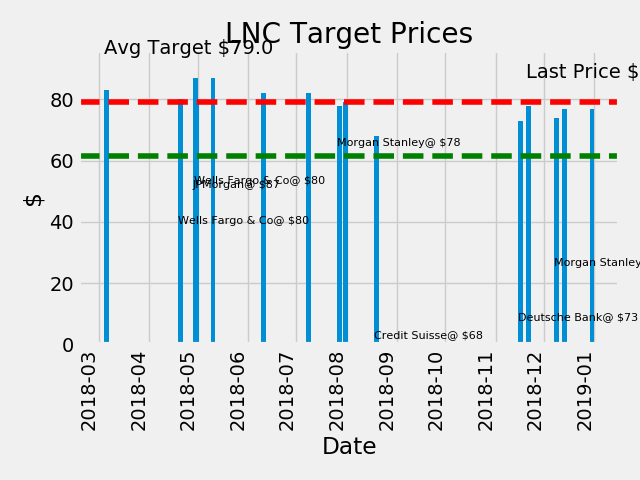 LNC Target Prices
Avg Target $79.0
Last Price $
80
60
40
20
0
$
Morgan Stanley@ $78
Wells Fargo & Co@ $80
JPMorgan@ $87
Wells Fargo & Co@ $80
Morgan Stanley
Deutsche Bank@ $73
Credit Suisse@ $68
2018-03
2018-04
2018-05
2018-06
2018-07
2018-08
2018-09
2018-10
2018-11
2018-12
2019-01
Date